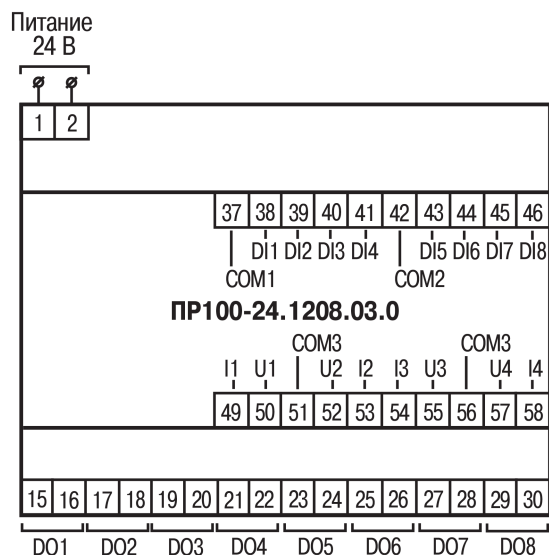 Питание
24 В
1 2
37 38 39 40 41 42 43 44 45 46
DI1 DI2 DI3 DI4 DI5 DI6 DI7 DI8
COM1 COM2
ПР100-24.1208.03.0
COM3 COM3
I1 U1 U2 I2 I3 U3 U4 I4
49 50 51 52 53 54 55 56 57 58
15 16 17 18 19 20 21 22 23 24 25 26 27 28 29 30
DO1 DO2 DO3 DO4 DO5 DO6 DO7 DO8